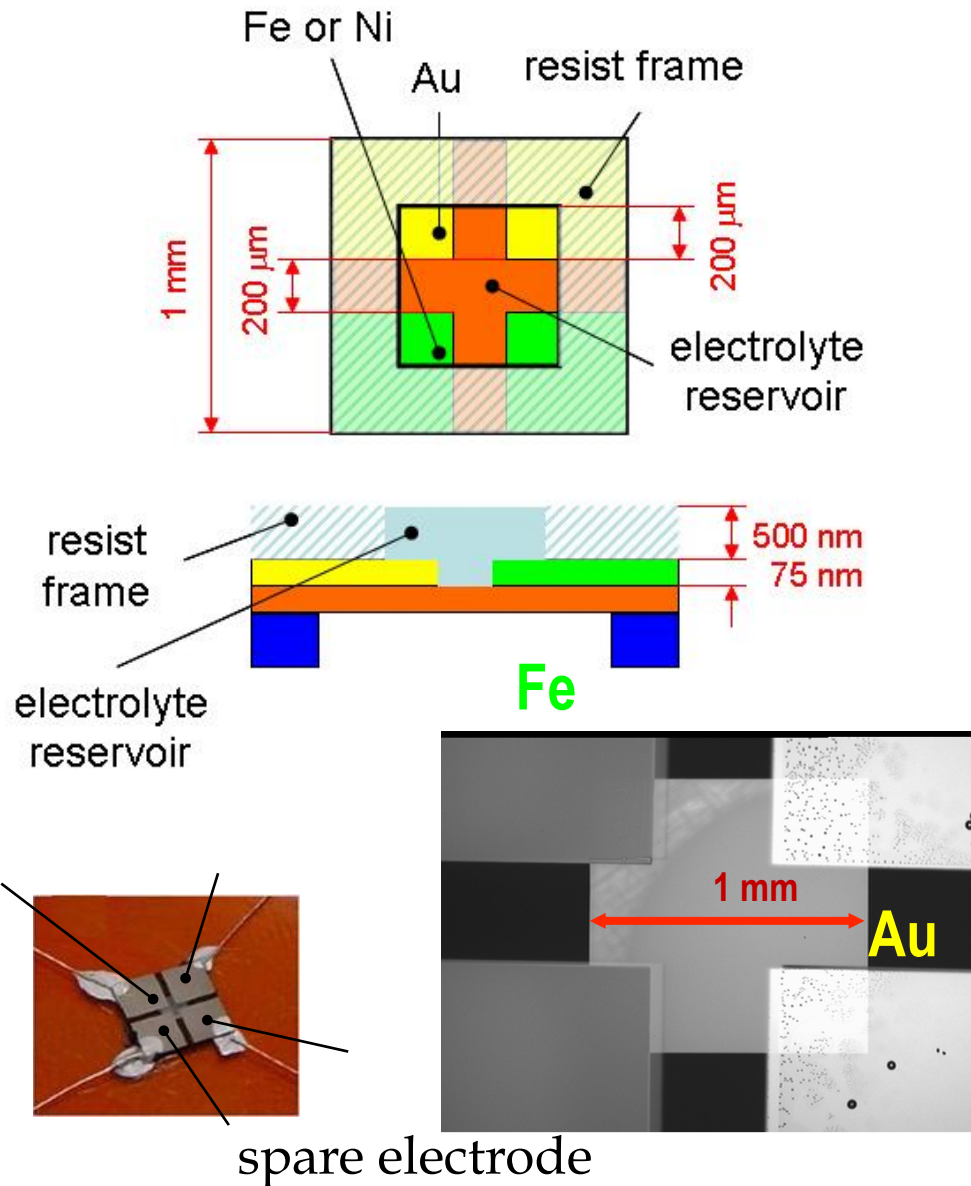 Fe or Ni
Au
resist frame
1 mm
200 μm
200 μm
electrolyte
reservoir
resist
frame
500 nm
75 nm
electrolyte
reservoir
Fe
1 mm
Au
spare electrode